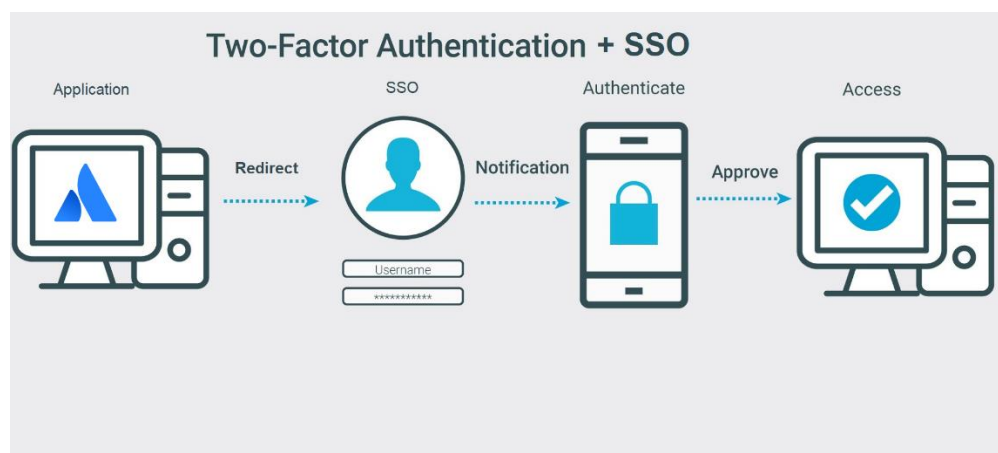 Two-Factor Authentication + SSO
Application
SSO
Authenticate
Access
Redirect
Notification
Approve
Username
***********